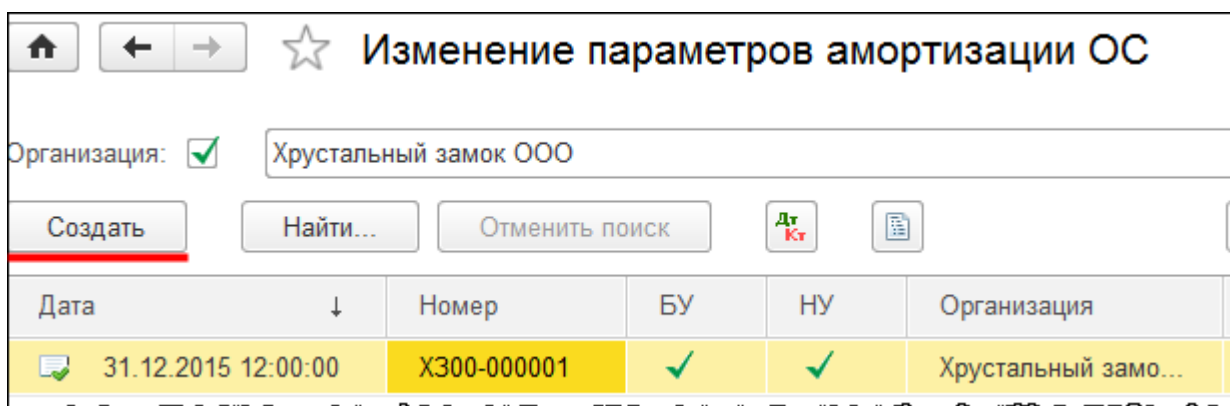 Изменение параметров амортизации ОС
Организация: Хрустальный замок ООО
Создать Найти... Отменить поиск Дт Кт
Дата ↓ Номер БУ НУ Организация
31.12.2015 12:00:00 ХЗ00-000001 Хрустальный замо...